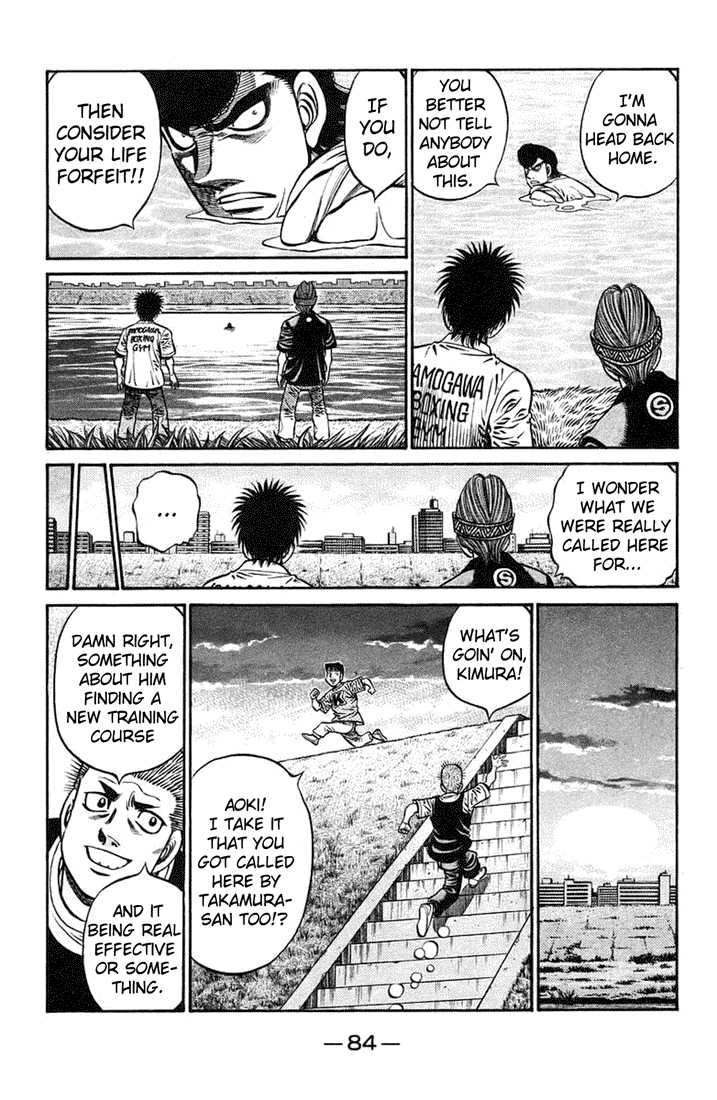 I'M
GONNA
HEAD BACK
HOME.
YOU
BETTER
NOT TELL
ANYBODY
ABOUT
THIS.
AMOGAWA
BOXING
GYM
S
IF
YOU
DO,
THEN
CONSIDER
YOUR LIFE
FORFEIT!!
AMOGAWA
BOXING
GYM
I WONDER
WHAT WE
WERE REALLY
CALLED HERE
FOR...
S
...
WHAT'S
GOIN' ON,
KIMURA!
K
AOKI!
I TAKE IT
THAT YOU
GOT CALLED
HERE BY
TAKAMURA-
SAN TOO!?
DAMN RIGHT,
SOMETHING
ABOUT HIM
FINDING A
NEW TRAINING
COURSE
AND IT
BEING REAL
EFFECTIVE
OR SOME-
THING.
—84—